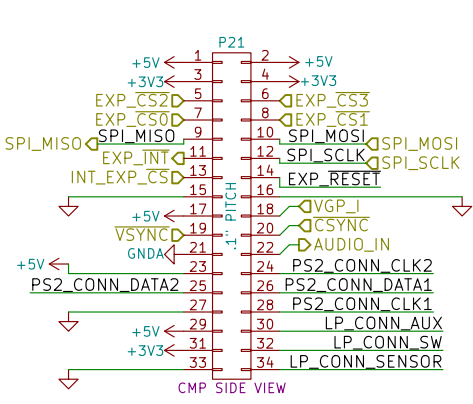 P21
+5V 1 2 +5V
+3V3 3 4 +3V3
EXP_CS2 5 6 EXP_CS3
EXP_CS0 7 8 EXP_CS1
SPI_MISO SPI_MISO 9 10 SPI_MOSI SPI_MOSI
EXP_INT 11 12 SPI_SCLK SPI_SCLK
INT_EXP_CS 13 14 EXP_RESET
15 16
+5V 17 18 VGP_I
VSYNC 19 20 CSYNC
GNDA 21 22 AUDIO_IN
+5V 23 24 PS2_CONN_CLK2
PS2_CONN_DATA2 25 26 PS2_CONN_DATA1
27 28 PS2_CONN_CLK1
+5V 29 30 LP_CONN_AUX
+3V3 31 32 LP_CONN_SW
33 34 LP_CONN_SENSOR
.1" PITCH
CMP SIDE VIEW